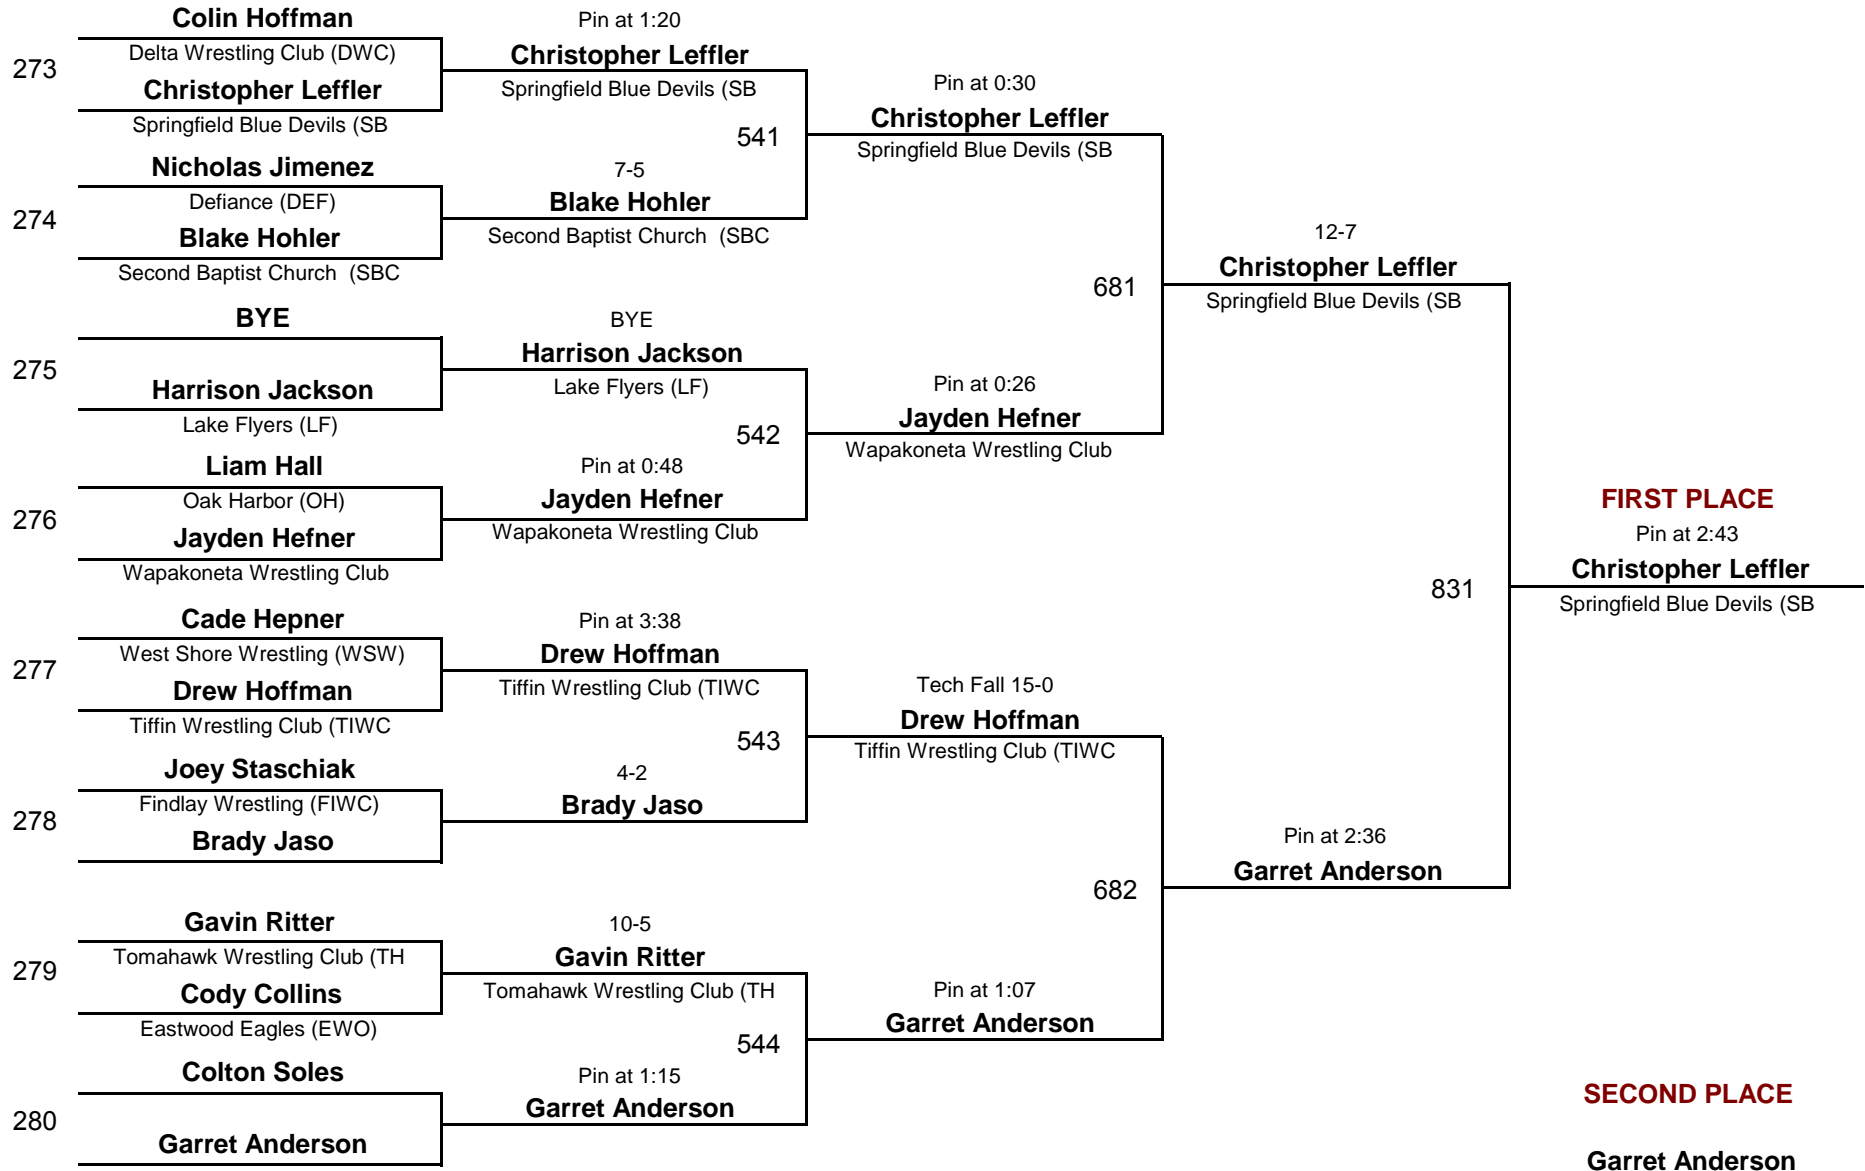 Colin Hoffman
Delta Wrestling Club (DWC)
273
Christopher Leffler
Springfield Blue Devils (SB
Nicholas Jimenez
Defiance (DEF)
274
Blake Hohler
Second Baptist Church  (SBC
BYE
275
Harrison Jackson
Lake Flyers (LF)
Liam Hall
Oak Harbor (OH)
276
Jayden Hefner
Wapakoneta Wrestling Club
Cade Hepner
West Shore Wrestling (WSW)
277
Drew Hoffman
Tiffin Wrestling Club (TIWC
Joey Staschiak
Findlay Wrestling (FIWC)
278
Brady Jaso
Gavin Ritter
Tomahawk Wrestling Club (TH
279
Cody Collins
Eastwood Eagles (EWO)
Colton Soles
280
Garret Anderson
Pin at 1:20
Christopher Leffler
Springfield Blue Devils (SB
541
7-5
Blake Hohler
Second Baptist Church  (SBC
BYE
Harrison Jackson
Lake Flyers (LF)
542
Pin at 0:48
Jayden Hefner
Wapakoneta Wrestling Club
Pin at 3:38
Drew Hoffman
Tiffin Wrestling Club (TIWC
543
4-2
Brady Jaso
10-5
Gavin Ritter
Tomahawk Wrestling Club (TH
544
Pin at 1:15
Garret Anderson
Pin at 0:30
Christopher Leffler
Springfield Blue Devils (SB
681
Pin at 0:26
Jayden Hefner
Wapakoneta Wrestling Club
Tech Fall 15-0
Drew Hoffman
Tiffin Wrestling Club (TIWC
682
Pin at 1:07
Garret Anderson
12-7
Christopher Leffler
Springfield Blue Devils (SB
831
Pin at 2:36
Garret Anderson
FIRST PLACE
Pin at 2:43
Christopher Leffler
Springfield Blue Devils (SB
SECOND PLACE
Garret Anderson